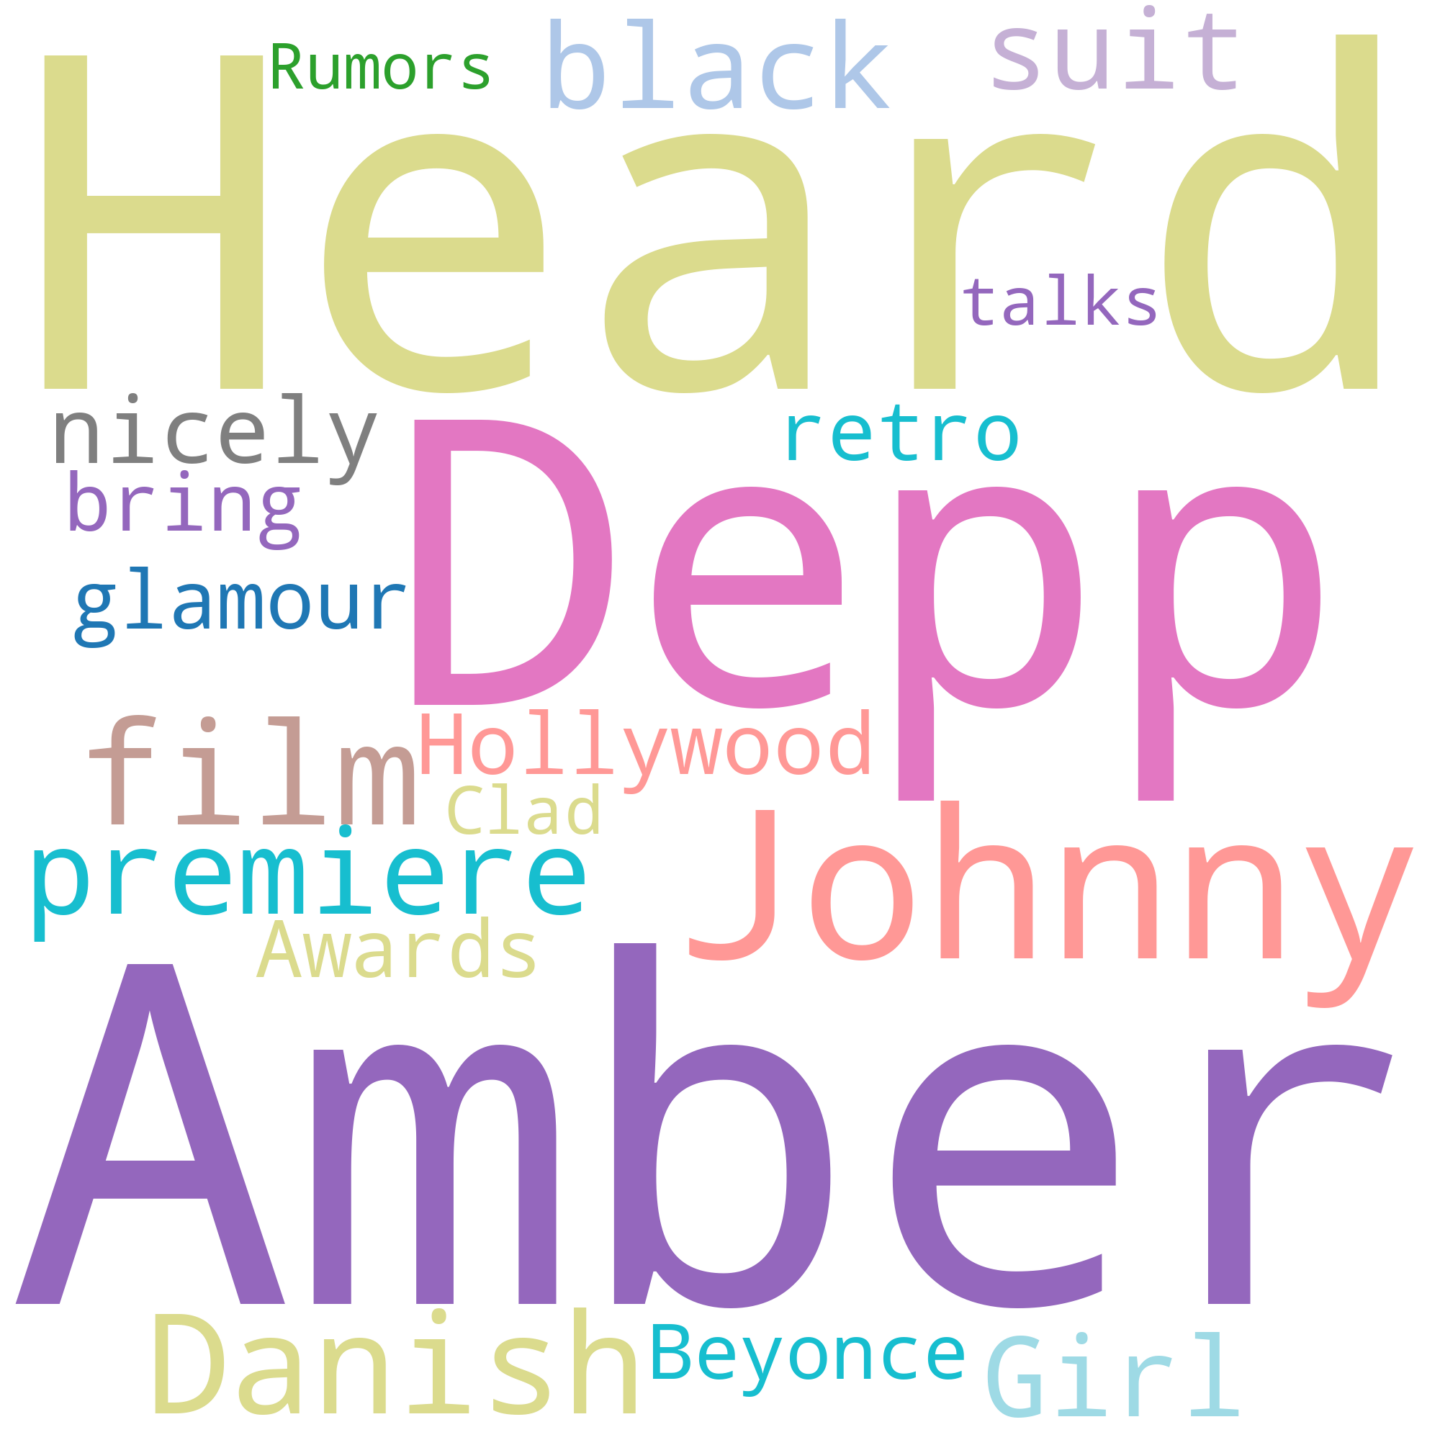 Rumors black suit
Heard
talks
nicely retro
bring
Depp
glamour
film Hollywood
Clad
premiere Johnny
Awards
Amber
Danish Beyonce Girl